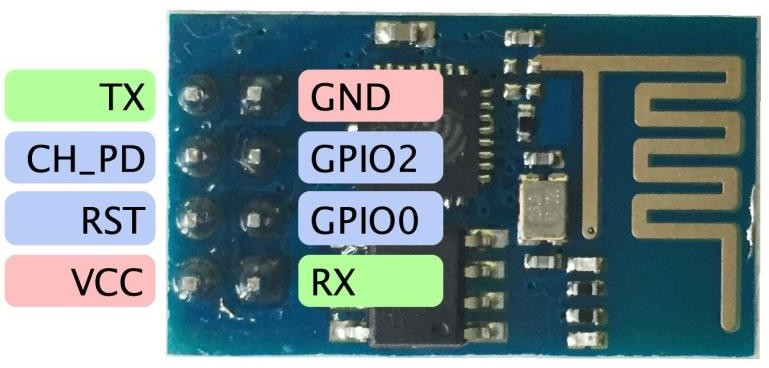 TX GND
CH_PD GPIO2
RST GPIO0
VCC RX